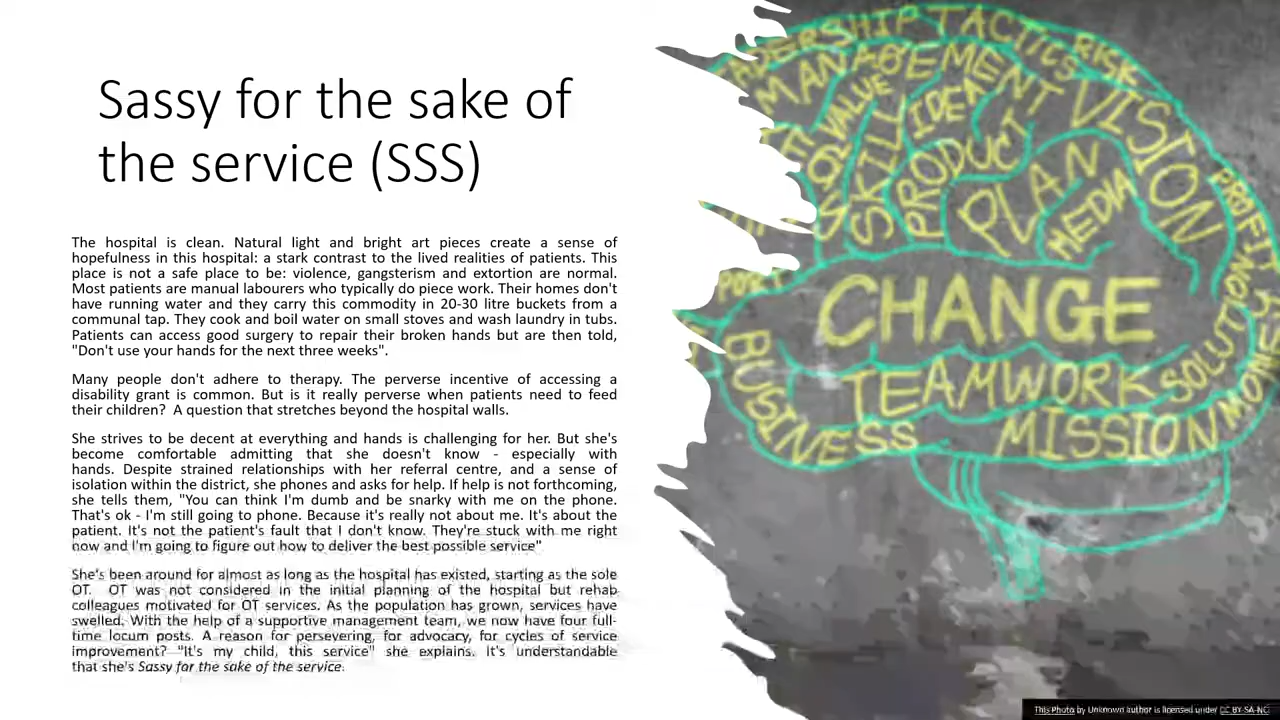 Sassy for the sake of
the service (SSS)
The hospital is clean. Natural light and bright art pieces create a sense of
hopefulness in this hospital: a stark contrast to the lived realities of patients. This
place is not a safe place to be: violence, gangsterism and extortion are normal.
Most patients are manual labourers who typically do piece work. Their homes don't
have running water and they carry this commodity in 20-30 litre buckets from a
communal tap. They cook and boil water on small stoves and wash laundry in tubs.
Patients can access good surgery to repair their broken hands but are then told,
"Don't use your hands for the next three weeks".
Many people don't adhere to therapy. The perverse incentive of accessing a
disability grant is common. But is it really perverse when patients need to feed
their children? A question that stretches beyond the hospital walls.
She strives to be decent at everything and hands is challenging for her. But she's
become comfortable admitting that she doesn't know - especially with
hands. Despite strained relationships with her referral centre, and a sense of
isolation within the district, she phones and asks for help. If help is not forthcoming,
she tells them, "You can think I'm dumb and be snarky with me on the phone.
That's ok - I'm still going to phone. Because it's really not about me. It's about the
patient. It's not the patient's fault that I don't know. They're stuck with me right
now and I'm going to figure out how to deliver the best possible service"
She's been around for almost as long as the hospital has existed, starting as the sole
OT. OT was not considered in the initial planning of the hospital but rehab
colleagues motivated for OT services. As the population has grown, services have
swelled. With the help of a supportive management team, we now have four full-
time locum posts. A reason for persevering, for advocacy, for cycles of service
improvement? "It's my child, this service" she explains. It's understandable
that she's Sassy for the sake of the service.
TACTICS
RISK
MANAGEMENT
VALUE
IDEA
VISION
SKILL
PRODUCT
PLAN
MEDIA
PROFIT
CHANGE
BUSINESS
TEAMWORK
SOLUTION
MISSION
This Photo by Unknown author is licensed under CC BY-SA-NC.